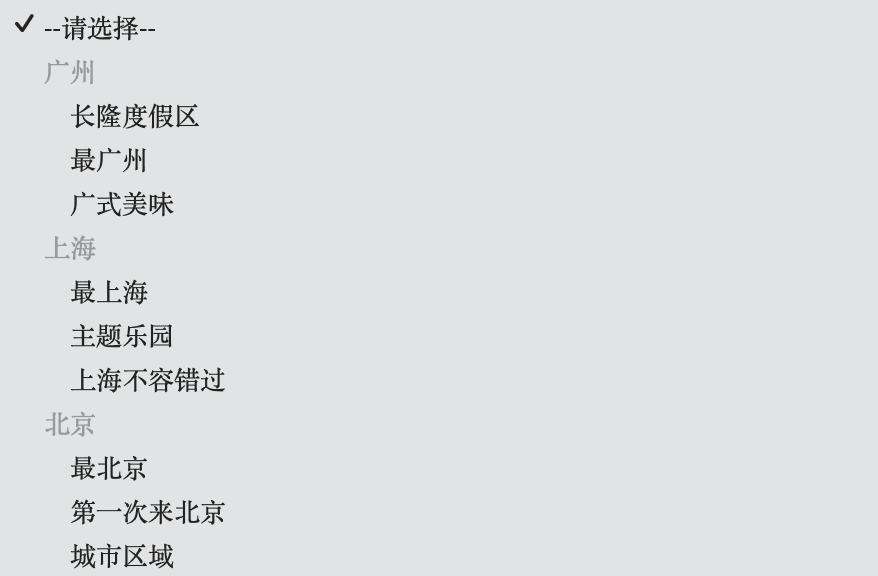 --请选择--
广州
长隆度假区
最广州
广式美味
上海
最上海
主题乐园
上海不容错过
北京
最北京
第一次来北京
城市区域